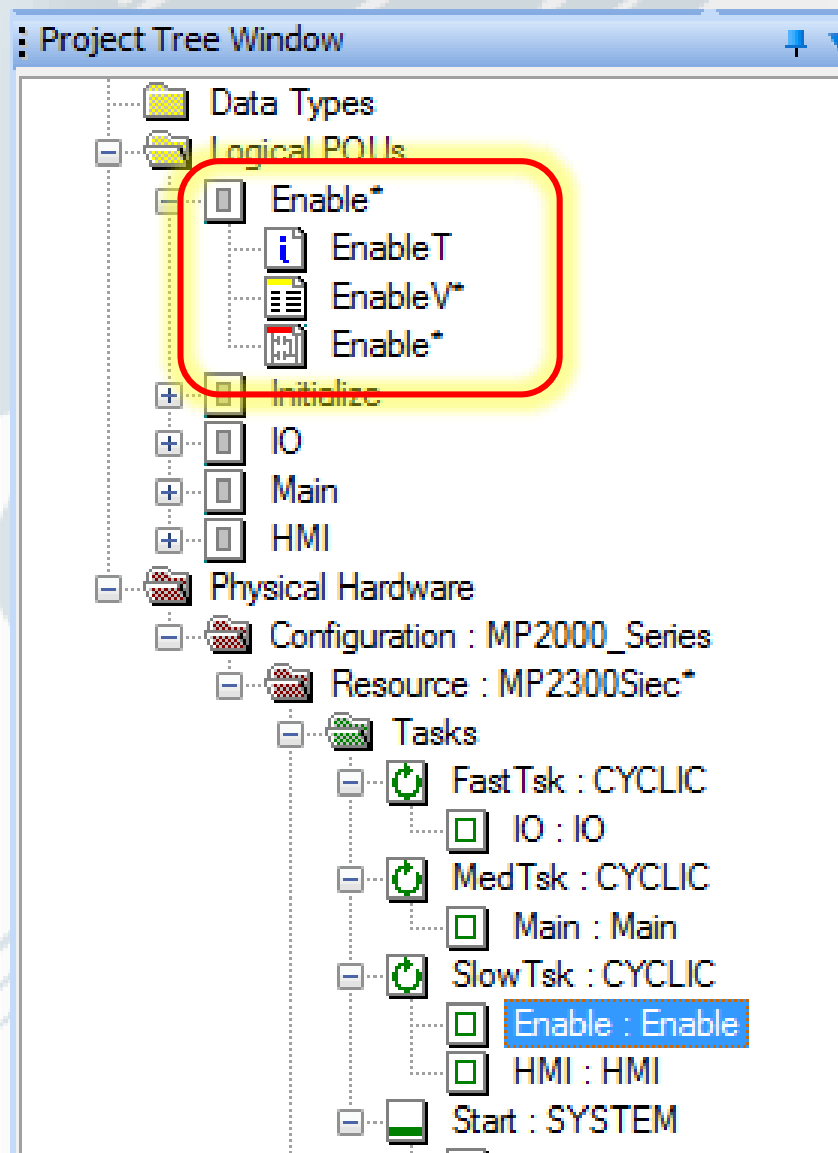 Project Tree Window
Data Types
Logical POUs
Enable*
EnableT
EnableV*
Enable*
Initialize
IO
Main
HMI
Physical Hardware
Configuration : MP2000_Series
Resource : MP2300Siec*
Tasks
FastTsk : CYCLIC
IO : IO
MedTsk : CYCLIC
Main : Main
SlowTsk : CYCLIC
Enable : Enable
HMI : HMI
Start : SYSTEM